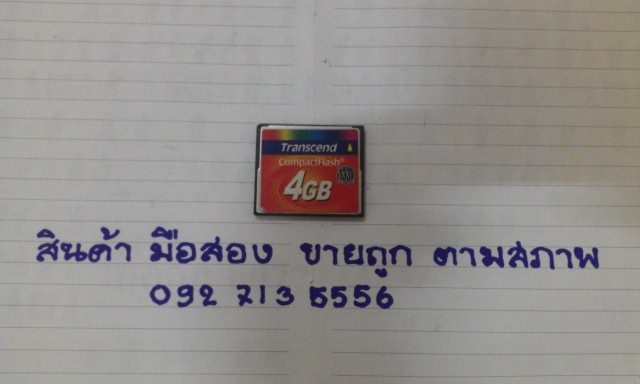 Transcend
CompactFlash®
133X
4GB
สินค้า มือสอง ขายถูก ตามสภาพ
092 713 5556